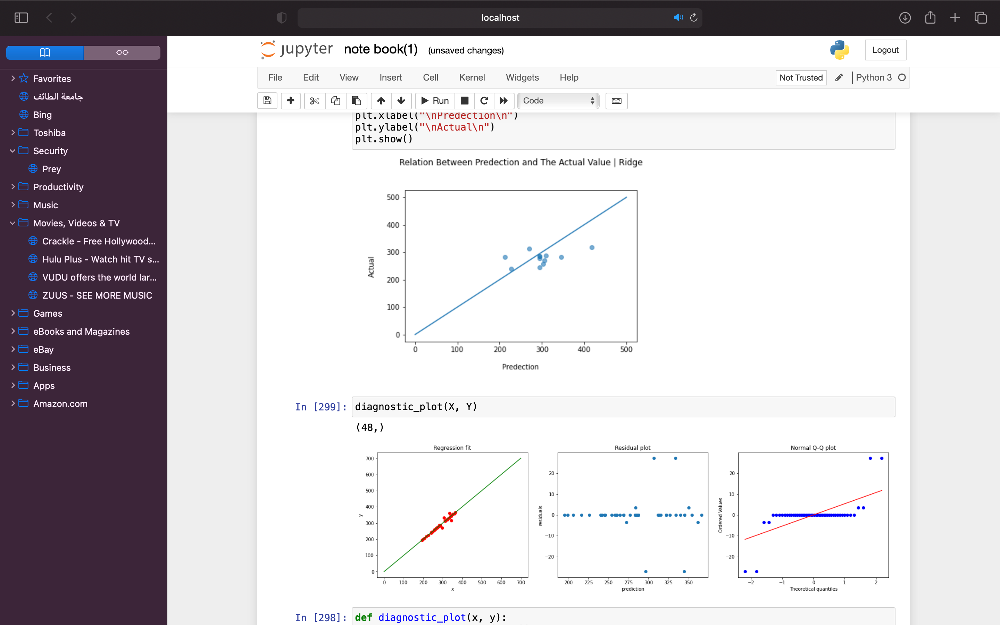 localhost
jupyter note book(1) (unsaved changes)
Logout
File Edit View Insert Cell Kernel Widgets Help
Not Trusted Python 3
Run Code
Favorites
جامعة الطائف
Bing
Toshiba
Security
Prey
Productivity
Music
Movies, Videos & TV
Crackle - Free Hollywood...
Hulu Plus - Watch hit TV s...
VUDU offers the world lar...
ZUUS - SEE MORE MUSIC
Games
eBooks and Magazines
eBay
Business
Apps
Amazon.com
plt.xlabel("\nPredection\n")
plt.ylabel("\nActual\n")
plt.show()
Relation Between Predection and The Actual Value | Ridge
500
400
300
200
100
0
Actual
0 100 200 300 400 500
Predection
In [299]: diagnostic_plot(X, Y)
(48,)
Regression fit
700
600
500
400
300
200
100
0
y
0 100 200 300 400 500 600 700
x
Residual plot
20
10
0
−10
−20
residuals
200 225 250 275 300 325 350
prediction
Normal Q-Q plot
20
10
0
−10
−20
Ordered Values
−2 −1 0 1 2
Theoretical quantiles
In [298]: def diagnostic_plot(x, y):